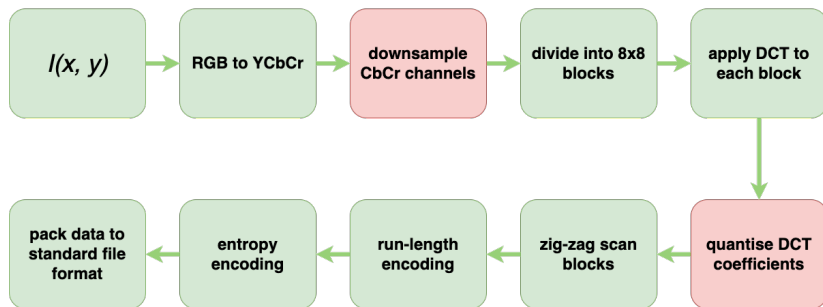 I(x, y)
RGB to YCbCr
downsample
CbCr channels
divide into 8x8
blocks
apply DCT to
each block
pack data to
standard file
format
entropy
encoding
run-length
encoding
zig-zag scan
blocks
quantise DCT
coefficients